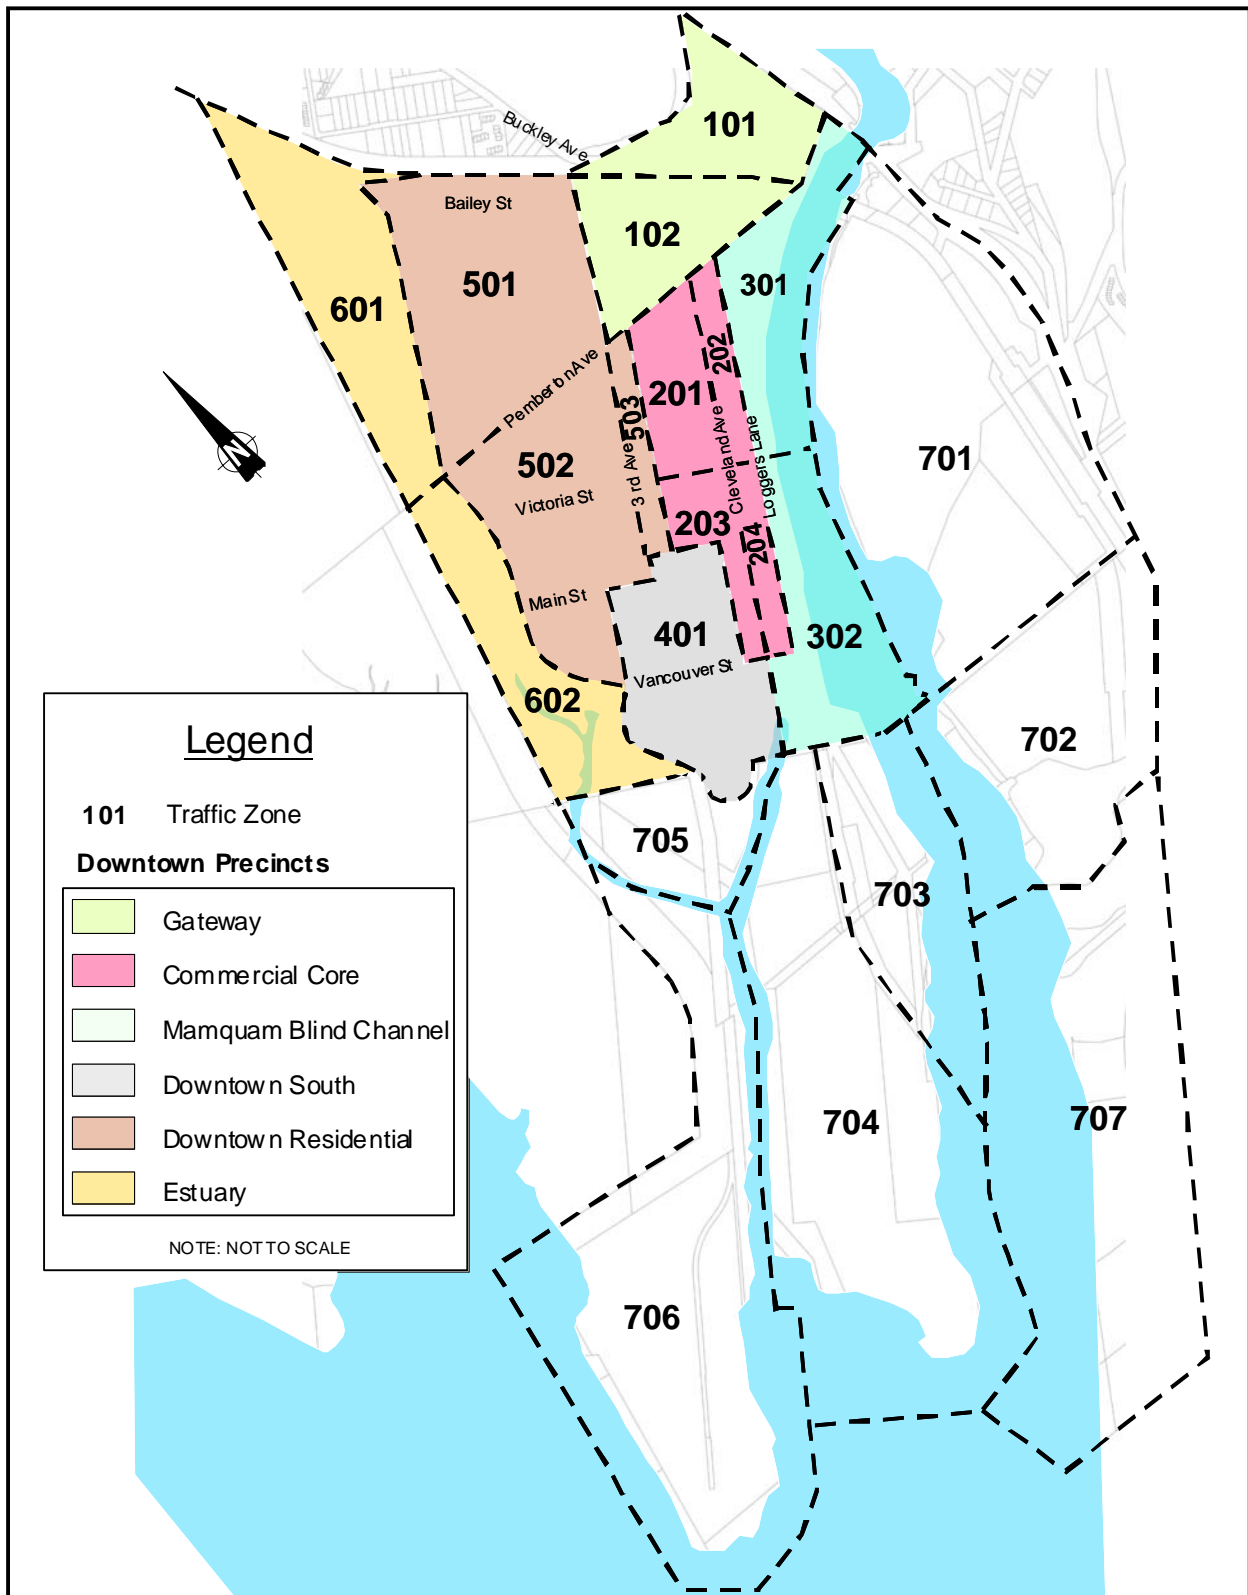 101
Buckley Ave
Bailey St
102
501
301
601
202
Pemberton Ave
201
503
Cleveland Ave
Loggers Lane
701
502
3rd Ave
Victoria St
203
204
Main St
401
302
Vancouver St
602
702
Legend
101 Traffic Zone
Downtown Precincts
Gateway
Commercial Core
Mamquam Blind Channel
Downtown South
Downtown Residential
Estuary
NOTE: NOT TO SCALE
705
703
704
707
706
N